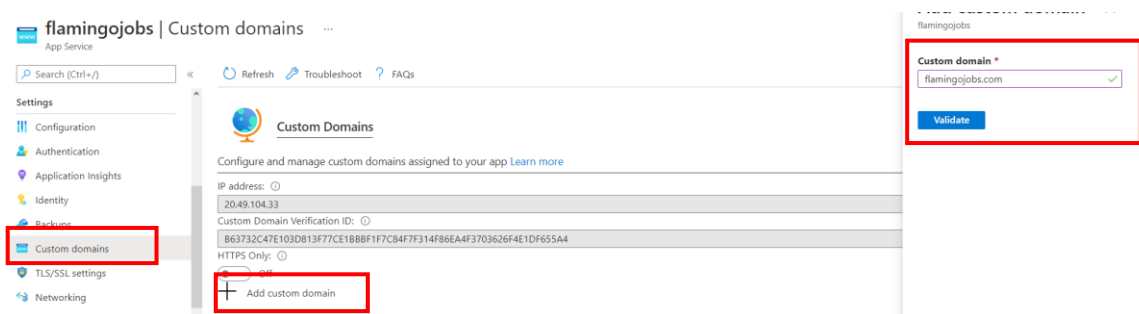 flamingojobs | Custom domains ...
App Service
Search (Ctrl+/)
«
Settings
Configuration
Authentication
Application Insights
Identity
Backups
Custom domains
TLS/SSL settings
Networking
Refresh
Troubleshoot
FAQs
Custom Domains
Configure and manage custom domains assigned to your app Learn more
IP address:
20.49.104.33
Custom Domain Verification ID:
B63732C47E103D813F77CE1BBBF1F7C84F7F314F86EA4F3703626F4E1DF655A4
HTTPS Only:
Off
Add custom domain
Add custom domain
flamingojobs
Custom domain *
flamingojobs.com
Validate